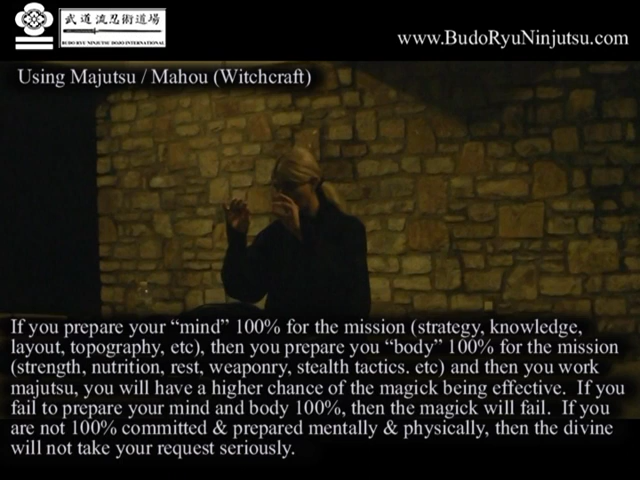 武道流忍術道場
BUDO RYU NINJUTSU DOJO INTERNATIONAL
www.BudoRyuNinjutsu.com
Using Majutsu / Mahou (Witchcraft)
If you prepare your “mind” 100% for the mission (strategy, knowledge,
layout, topography, etc), then you prepare you “body” 100% for the mission
(strength, nutrition, rest, weaponry, stealth tactics. etc) and then you work
majutsu, you will have a higher chance of the magick being effective.  If you
fail to prepare your mind and body 100%, then the magick will fail.  If you
are not 100% committed & prepared mentally & physically, then the divine
will not take your request seriously.